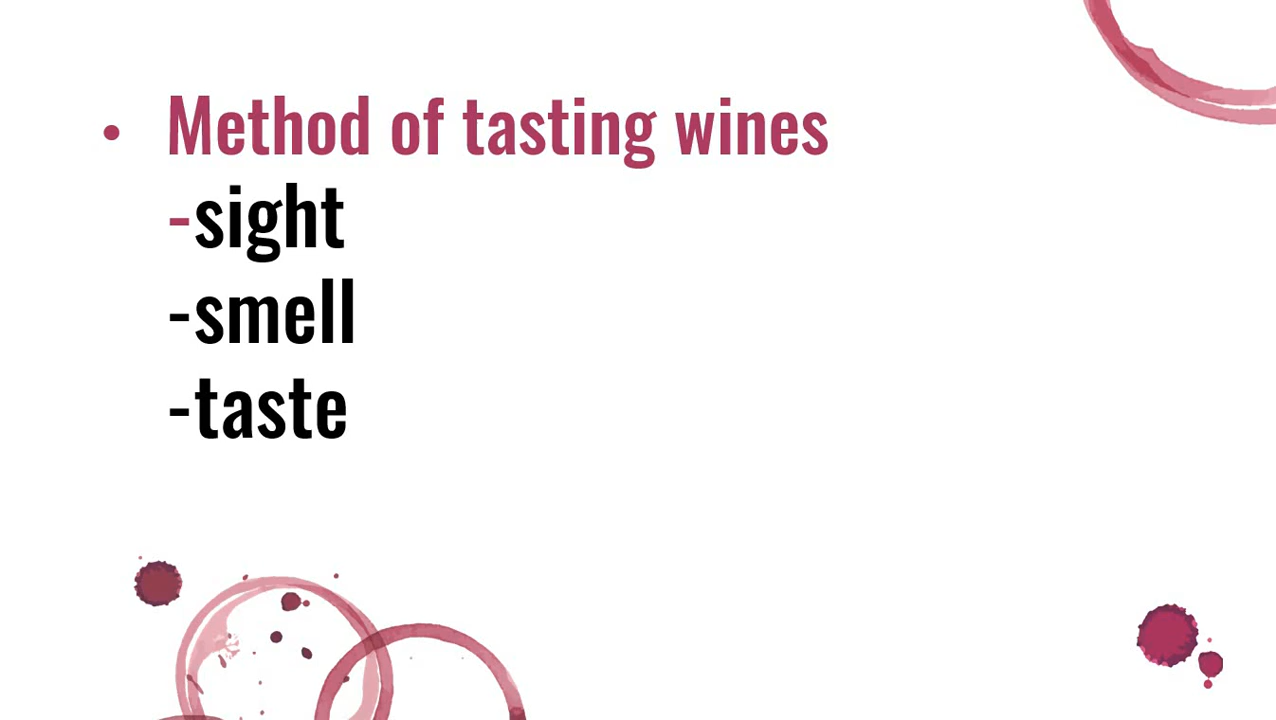 • Method of tasting wines
-sight
-smell
-taste